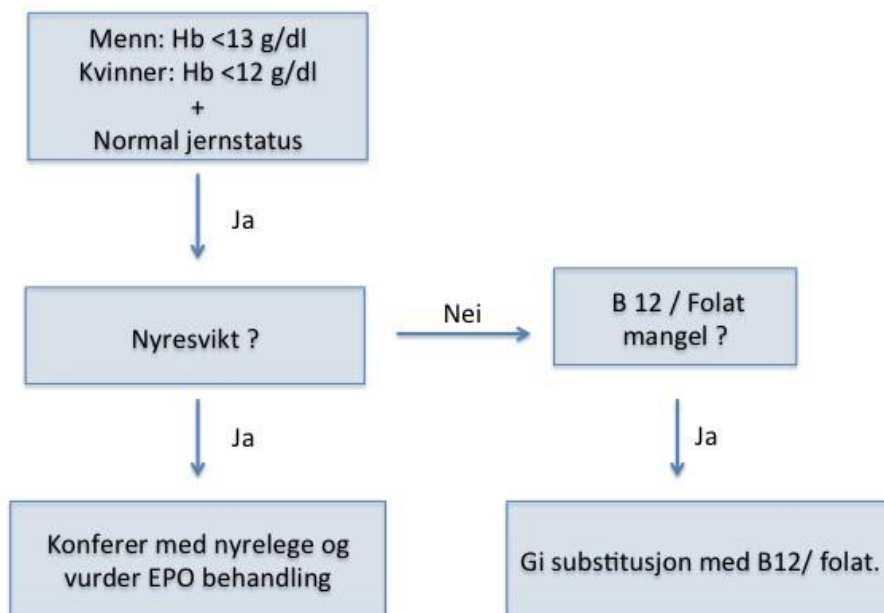 Menn: Hb <13 g/dl
Kvinner: Hb <12 g/dl
+
Normal jernstatus
Ja
Nyresvikt ?
Nei
B 12 / Folat
mangel ?
Ja
Ja
Konferer med nyrelege og
vurder EPO behandling
Gi substitusjon med B12/ folat.